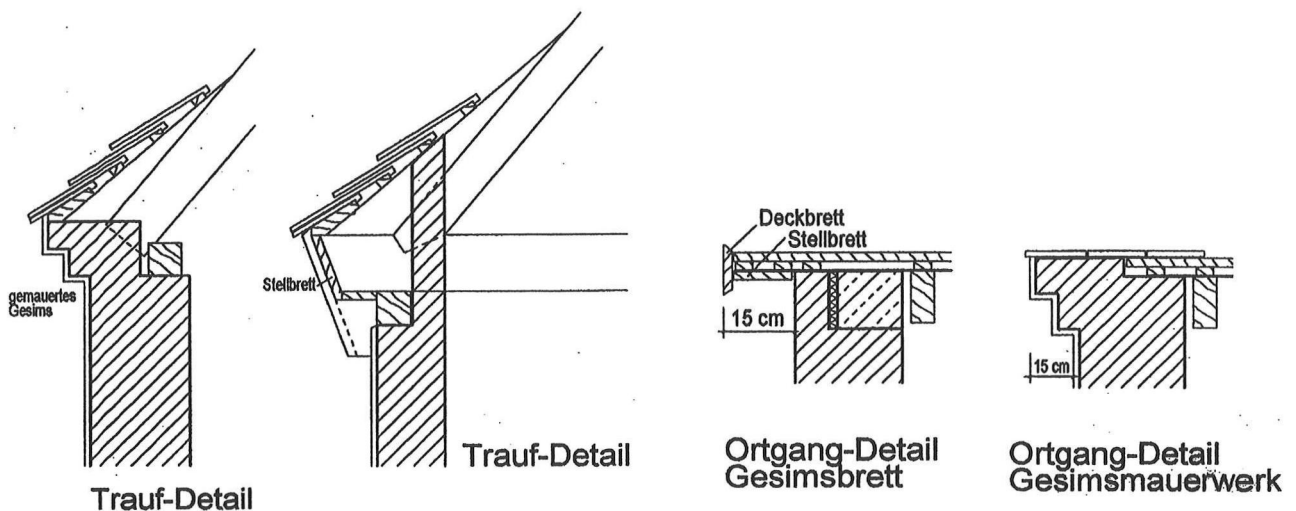 gemauertes
Gesims
Trauf-Detail
Stellbrett
Trauf-Detail
Deckbrett
Stellbrett
15 cm
Ortgang-Detail
Gesimsbrett
15 cm
Ortgang-Detail
Gesimsmauerwerk